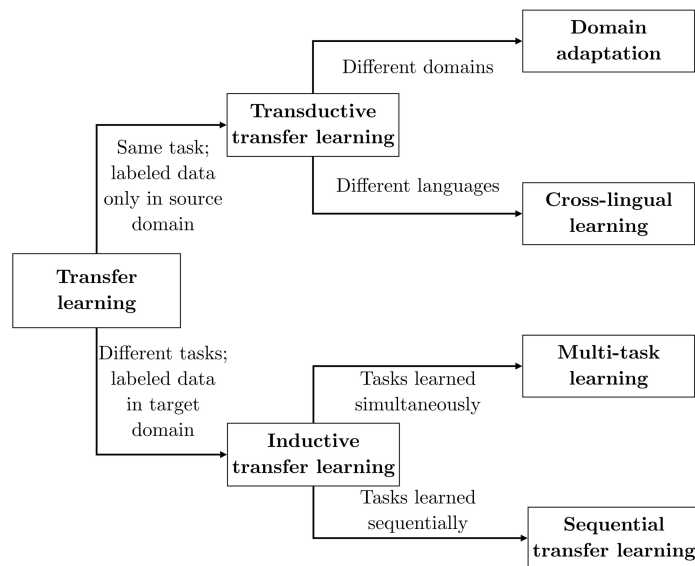 Domain
adaptation
Different domains
Transductive
transfer learning
Same task;
labeled data
only in source
domain
Different languages
Cross-lingual
learning
Transfer
learning
Different tasks;
labeled data
in target
domain
Multi-task
learning
Tasks learned
simultaneously
Inductive
transfer learning
Tasks learned
sequentially
Sequential
transfer learning